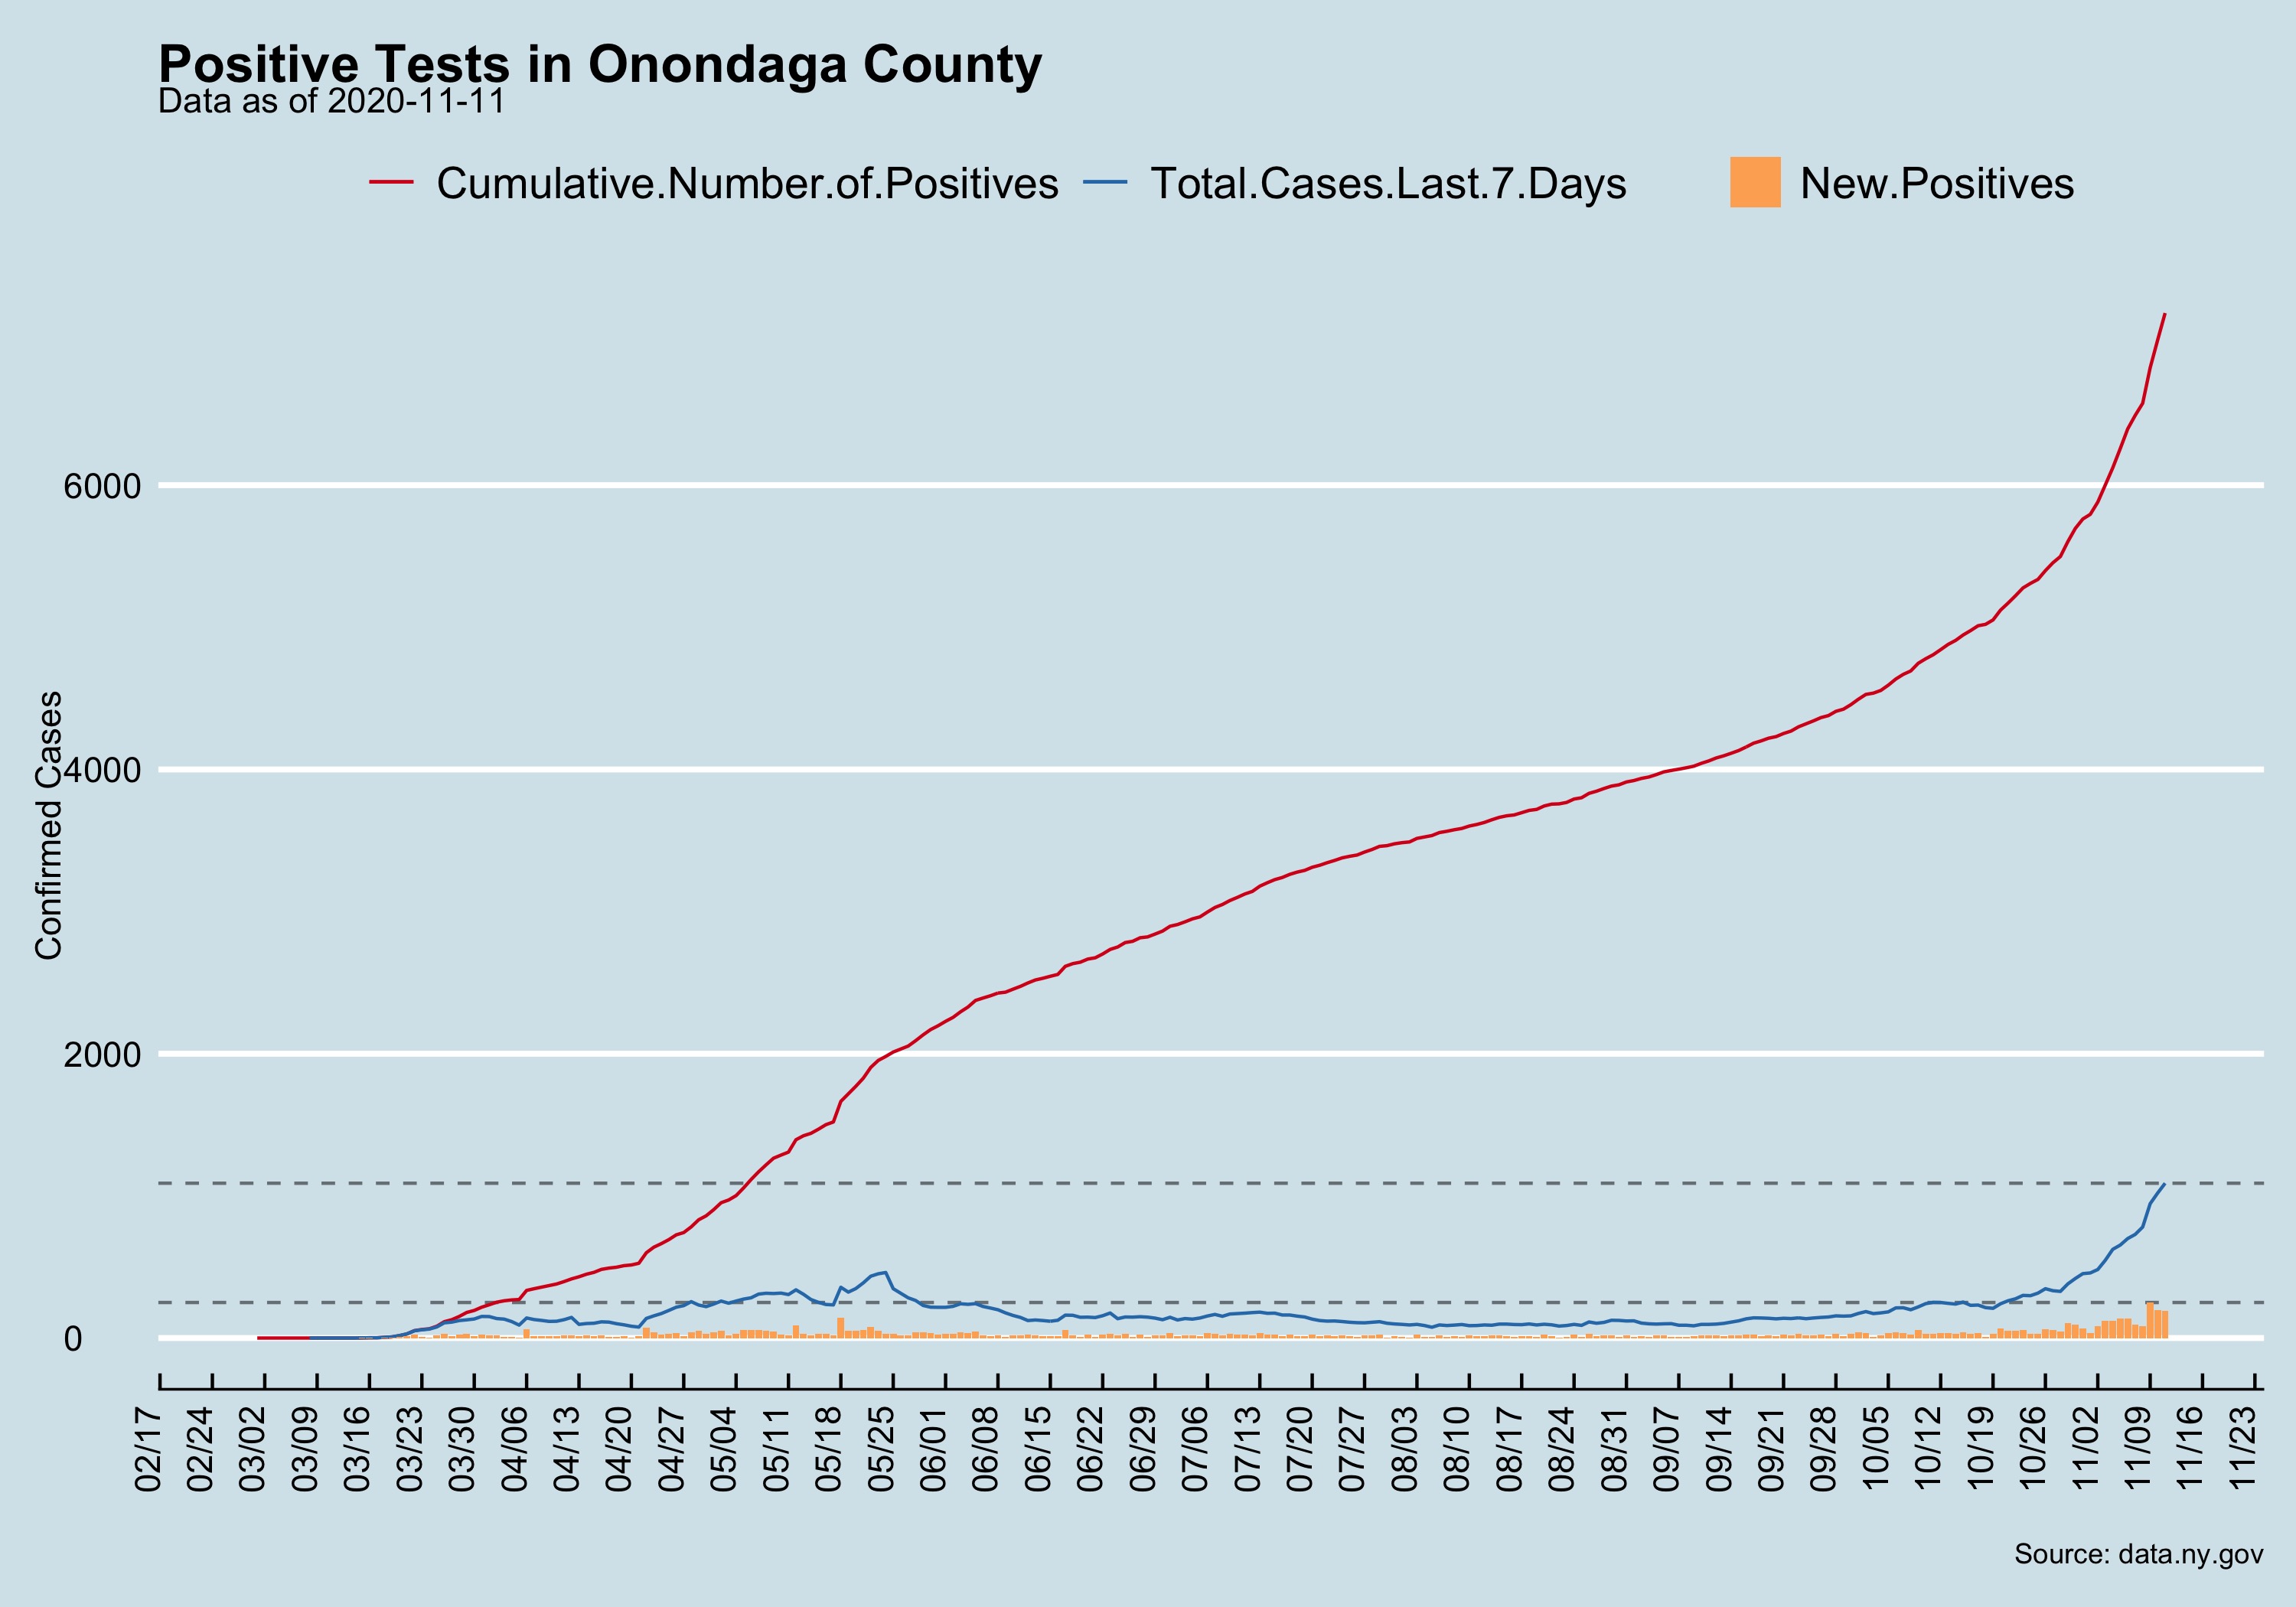 Positive Tests in Onondaga County
Data as of 2020-11-11
Cumulative.Number.of.Positives Total.Cases.Last.7.Days New.Positives
Confirmed Cases
6000
4000
2000
0
02/17 02/24 03/02 03/09 03/16 03/23 03/30 04/06 04/13 04/20 04/27 05/04 05/11 05/18 05/25 06/01 06/08 06/15 06/22 06/29 07/06 07/13 07/20 07/27 08/03 08/10 08/17 08/24 08/31 09/07 09/14 09/21 09/28 10/05 10/12 10/19 10/26 11/02 11/09 11/16 11/23
Source: data.ny.gov